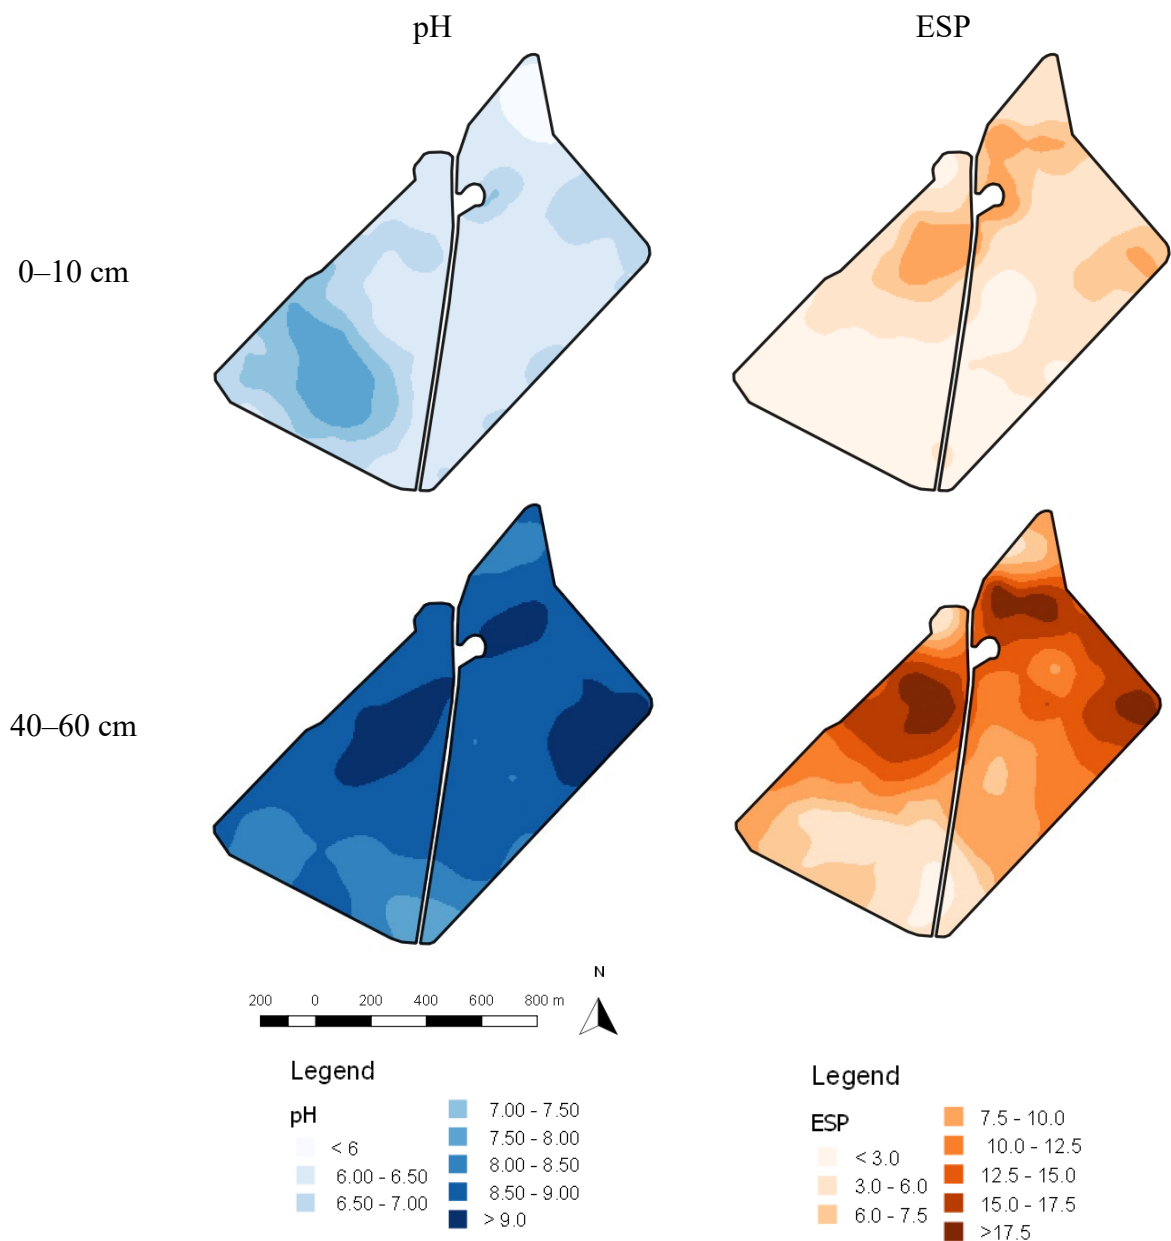 pH
ESP
0–10 cm
40–60 cm
200 0 200 400 600 800 m
N
Legend
pH
< 6
6.00 - 6.50
6.50 - 7.00
7.00 - 7.50
7.50 - 8.00
8.00 - 8.50
8.50 - 9.00
> 9.0
Legend
ESP
< 3.0
3.0 - 6.0
6.0 - 7.5
7.5 - 10.0
10.0 - 12.5
12.5 - 15.0
15.0 - 17.5
>17.5